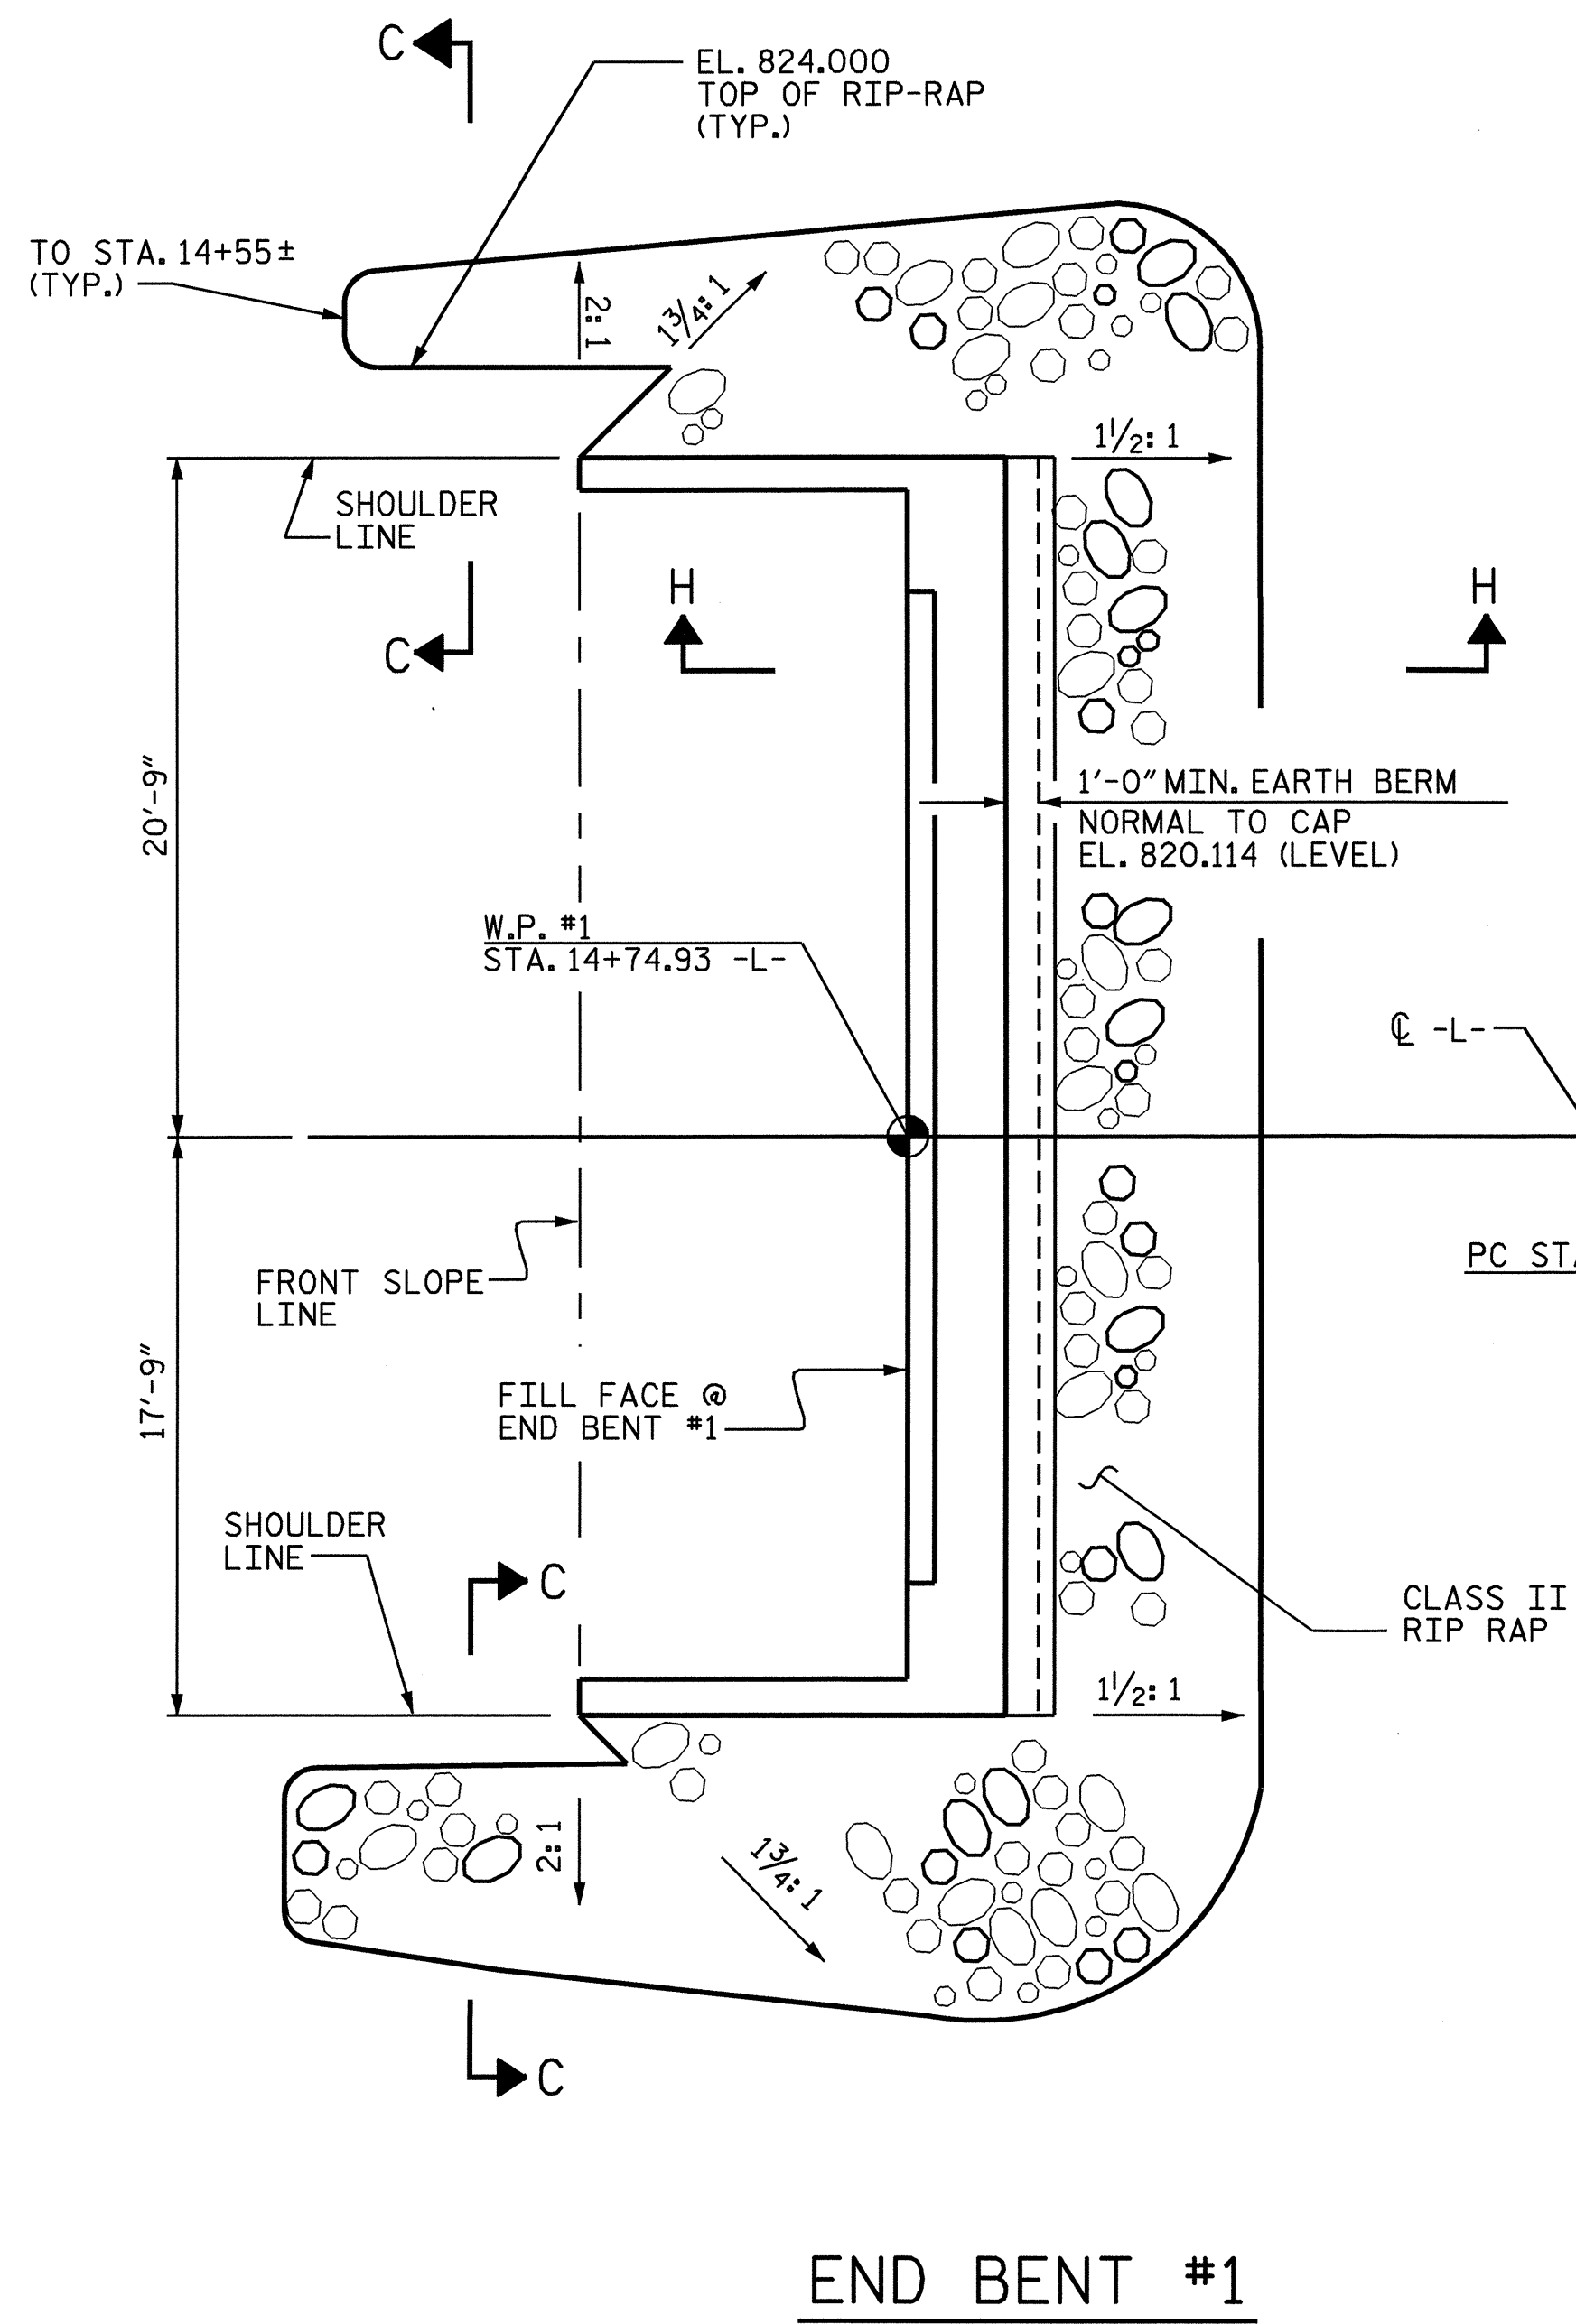 C
EL. 824.000
TOP OF RIP-RAP
(TYP.)
TO STA. 14+55±
(TYP.)
2:1
1¾:1
1½:1
SHOULDER
LINE
H
H
C
20'-9"
1'-0" MIN. EARTH BERM
NORMAL TO CAP
EL. 820.114 (LEVEL)
W.P. #1
STA. 14+74.93 -L-
℄ -L-
PC STA
FRONT SLOPE
LINE
17'-9"
FILL FACE @
END BENT #1
SHOULDER
LINE
C
CLASS II
RIP RAP
1½:1
2:1
1¾:1
C
END BENT #1